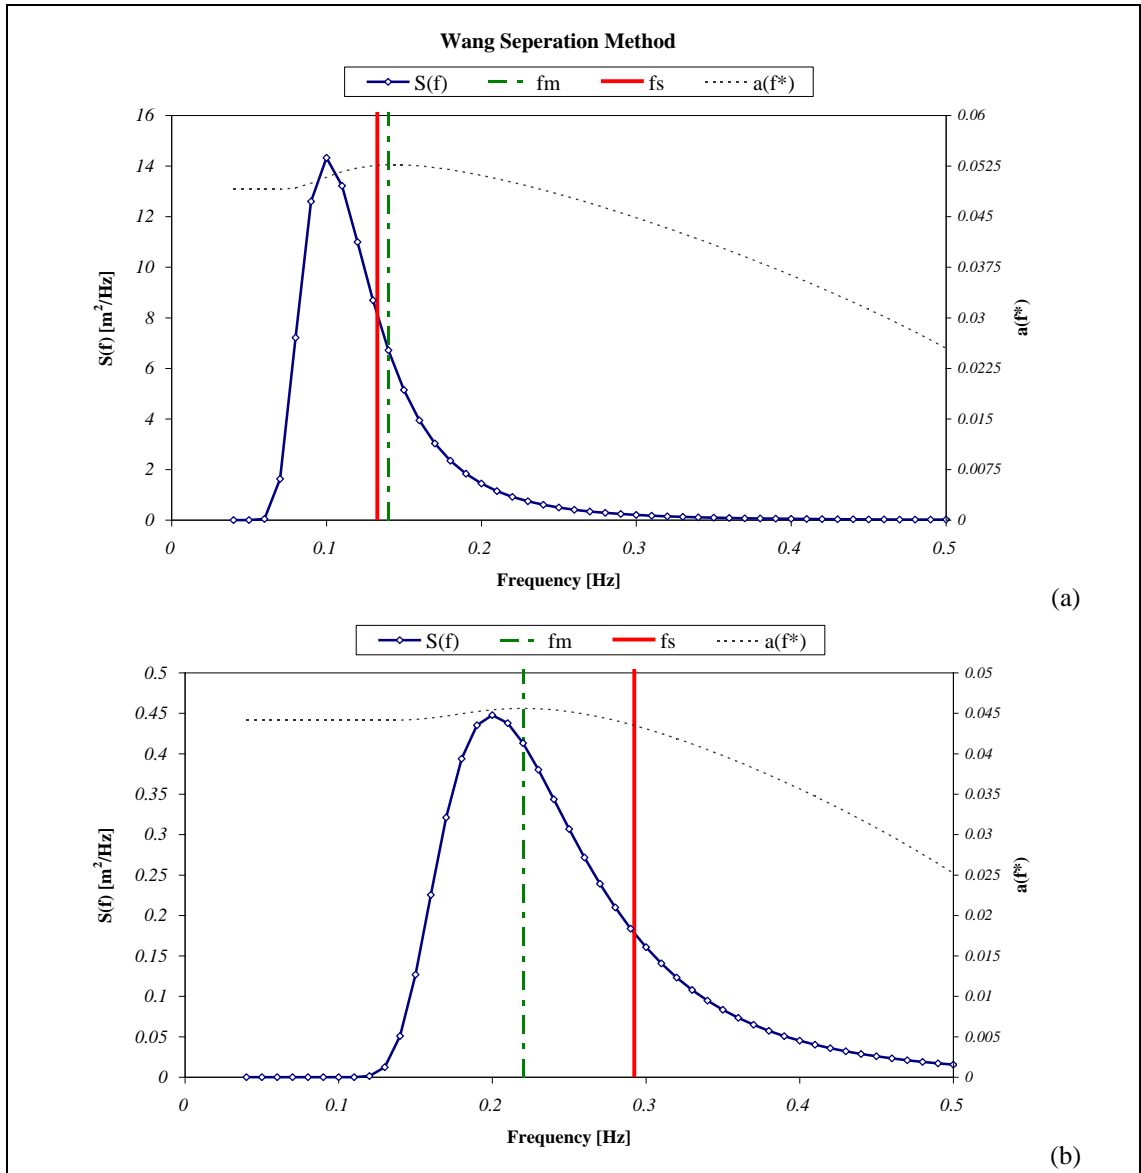 Wang Seperation Method
S(f) fm fs a(f*)
16 0.06
14 0.0525
12 0.045
10 0.0375
8 0.03
6 0.0225
4 0.015
2 0.0075
0 0
S(f) [m²/Hz]
a(f*)
0 0.1 0.2 0.3 0.4 0.5
Frequency [Hz]
(a)
S(f) fm fs a(f*)
0.5 0.05
0.45 0.045
0.4 0.04
0.35 0.035
0.3 0.03
0.25 0.025
0.2 0.02
0.15 0.015
0.1 0.01
0.05 0.005
0 0
S(f) [m²/Hz]
a(f*)
0 0.1 0.2 0.3 0.4 0.5
Frequency [Hz]
(b)